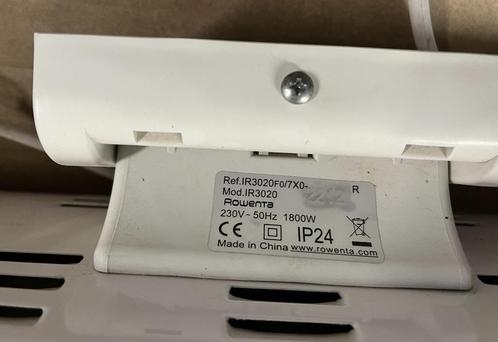 Ref.IR3020F0/7X0- R
Mod.IR3020
Rowenta
230V~50Hz 1800W
CE IP24
Made in China www.rowenta.com